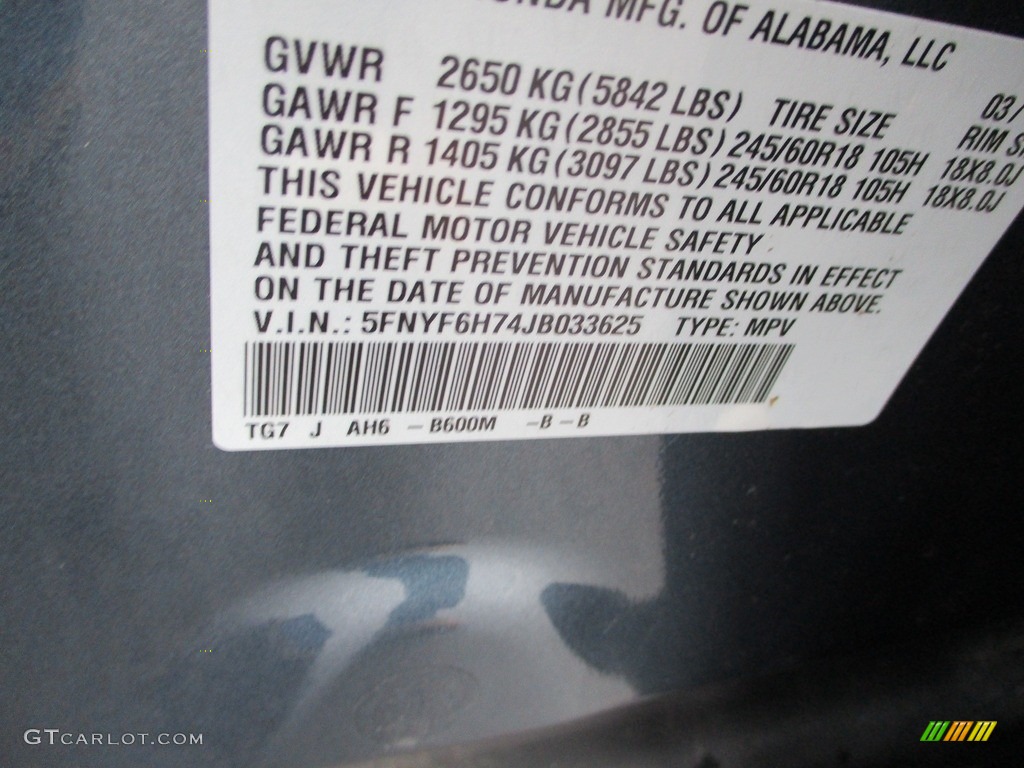 MFG. OF ALABAMA, LLC
03/
GVWR 2650 KG (5842 LBS) TIRE SIZE RIM
GAWR F 1295 KG (2855 LBS) 245/60R18 105H 18X8.0J
GAWR R 1405 KG (3097 LBS) 245/60R18 105H 18X8.0J
THIS VEHICLE CONFORMS TO ALL APPLICABLE
FEDERAL MOTOR VEHICLE SAFETY
AND THEFT PREVENTION STANDARDS IN EFFECT
ON THE DATE OF MANUFACTURE SHOWN ABOVE.
V.I.N.: 5FNYF6H74JB033625 TYPE: MPV
TG7 J AH6 - B600M -B-B
GTCARLOT.COM